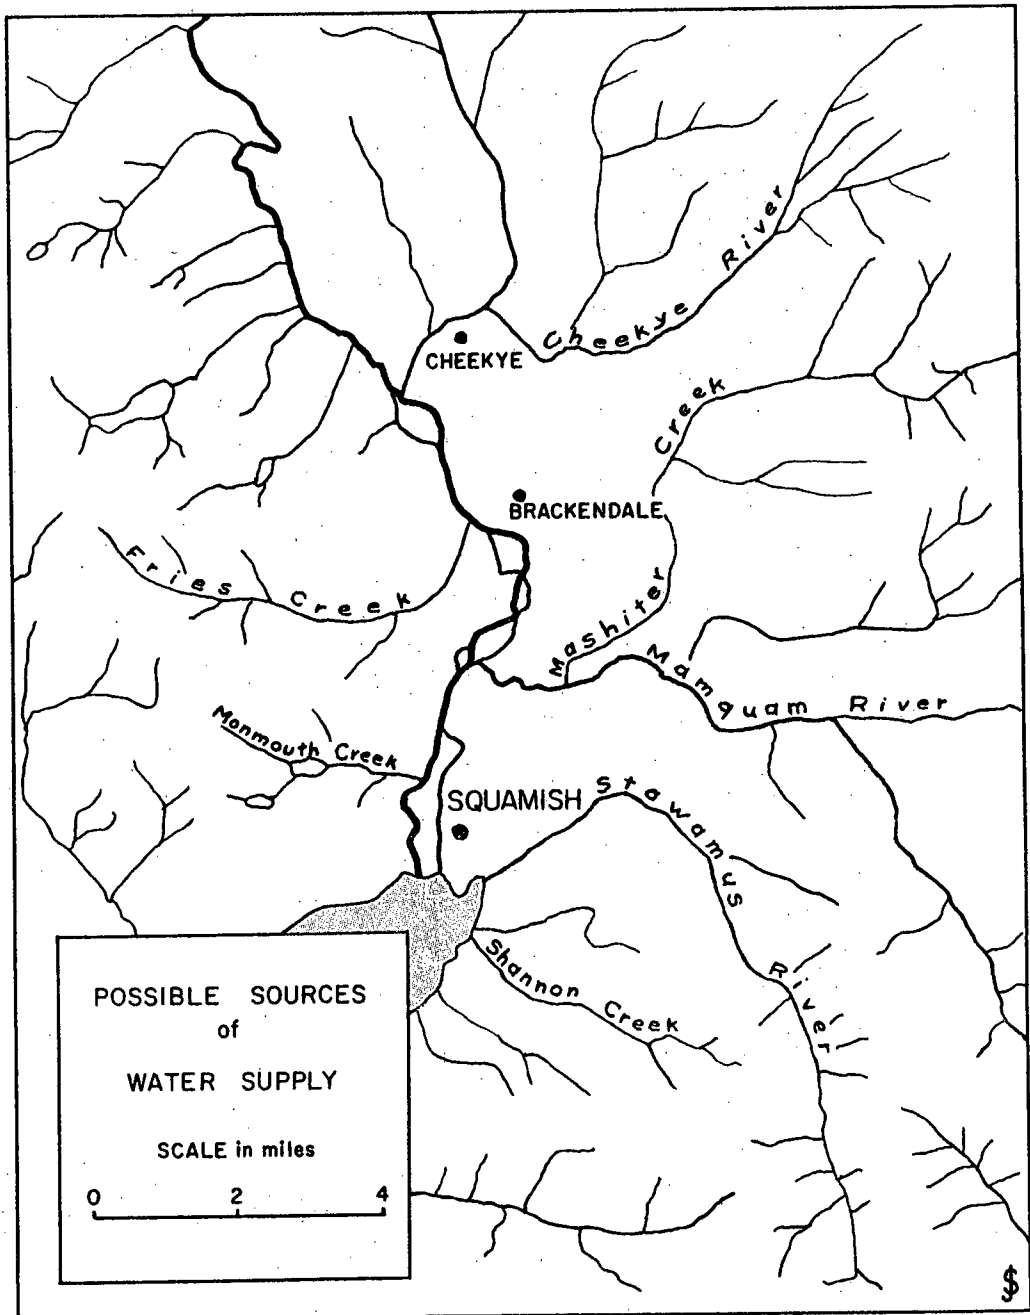 Cheekye River
CHEEKYE
Creek
BRACKENDALE
Fries Creek
Mashiter
Mamquam River
Monmouth Creek
SQUAMISH
Stawamus River
Shannon Creek
POSSIBLE SOURCES
of
WATER SUPPLY
SCALE in miles
0 2 4